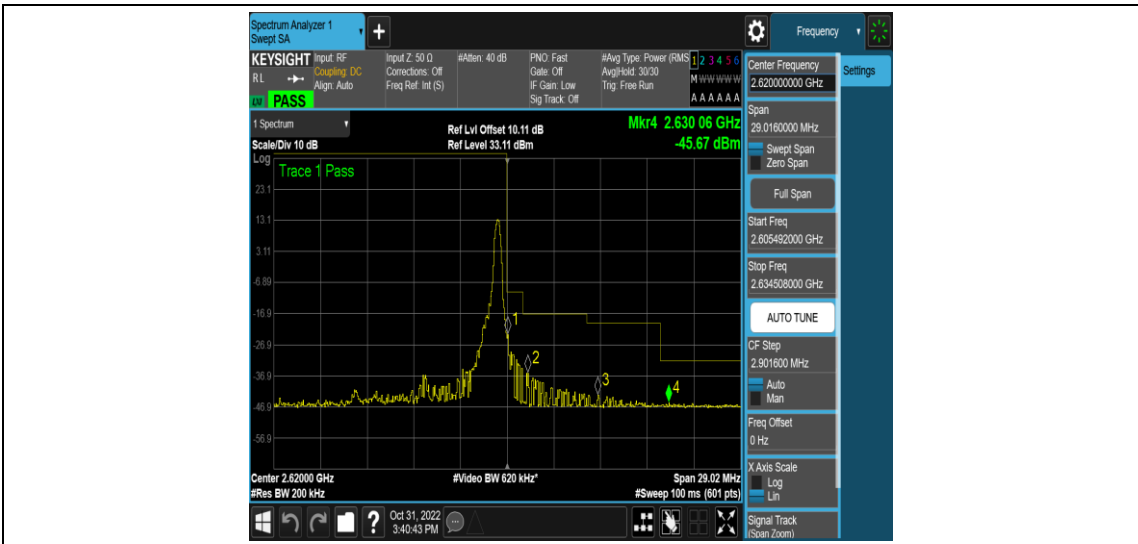 Spectrum Analyzer 1
Swept SA
+
Frequency
KEYSIGHT
RL
LXI
PASS
Input: RF
Coupling: DC
Align: Auto
Input Z: 50 Ω
Corrections: Off
Freq Ref: Int (S)
#Atten: 40 dB
PNO: Fast
Gate: Off
IF Gain: Low
Sig Track: Off
#Avg Type: Power (RMS
Avg|Hold: 30/30
Trig: Free Run
1 2 3 4 5 6
M W W W W W
A A A A A A
1 Spectrum
Scale/Div 10 dB
Ref Lvl Offset 10.11 dB
Ref Level 33.11 dBm
Mkr4 2.630 06 GHz
-45.67 dBm
Log
Trace 1 Pass
23.1
13.1
3.11
-6.89
-16.9
-26.9
-36.9
-46.9
-56.9
1
2
3
4
Center 2.62000 GHz
#Res BW 200 kHz
#Video BW 620 kHz*
Span 29.02 MHz
#Sweep 100 ms (601 pts)
Center Frequency
2.620000000 GHz
Settings
Span
29.0160000 MHz
Swept Span
Zero Span
Full Span
Start Freq
2.605492000 GHz
Stop Freq
2.634508000 GHz
AUTO TUNE
CF Step
2.901600 MHz
Auto
Man
Freq Offset
0 Hz
X Axis Scale
Log
Lin
Signal Track
(Span Zoom)
?
Oct 31, 2022
3:40:43 PM